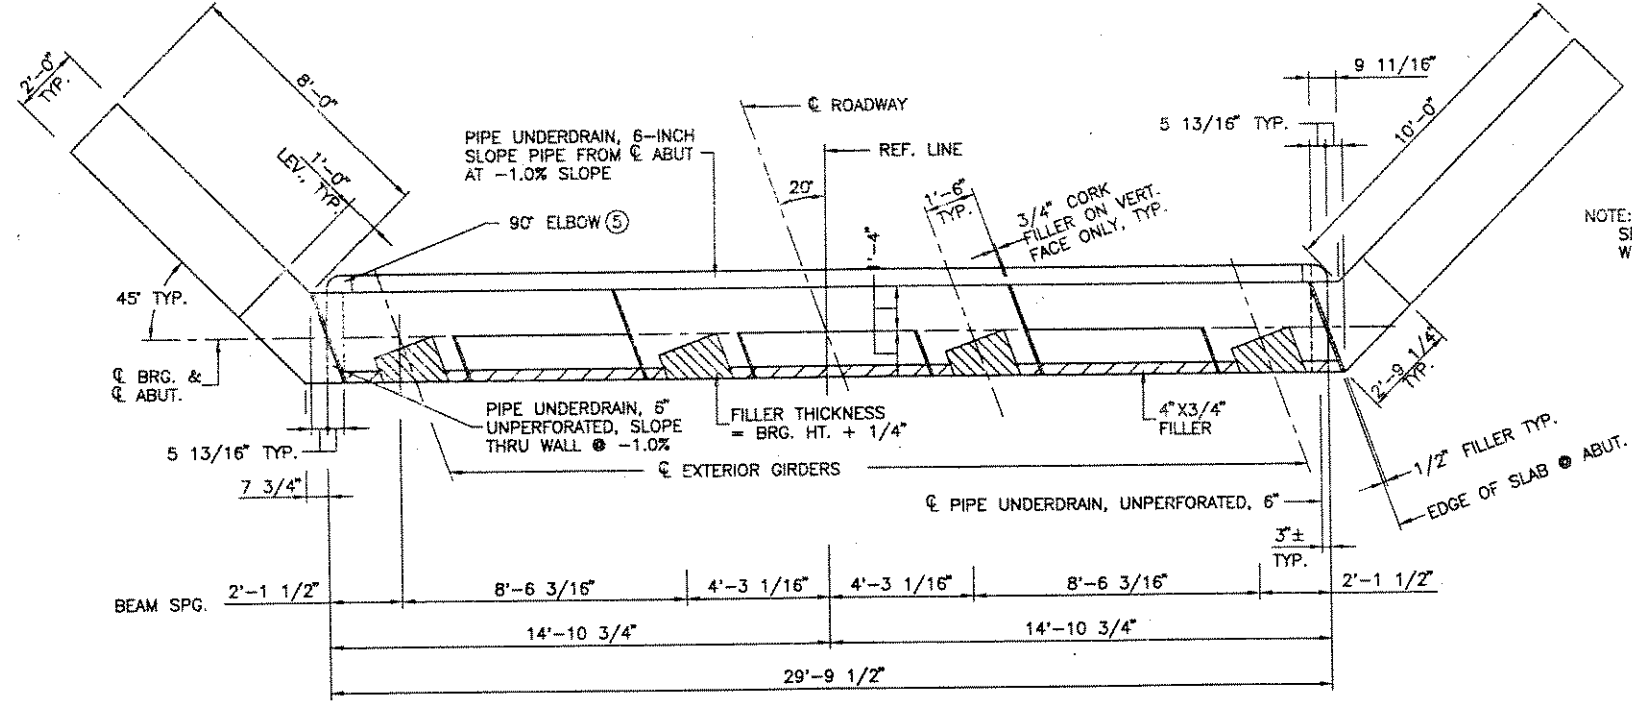 2'-0"
TYP.
8'-0"
1'-0"
LEV., TYP.
45° TYP.
℄ BRG. &
℄ ABUT.
PIPE UNDERDRAIN, 6-INCH
SLOPE PIPE FROM ℄ ABUT
AT -1.0% SLOPE
90° ELBOW ⑤
℄ ROADWAY
REF. LINE
20°
1'-6"
TYP.
3/4" CORK
FILLER ON VERT.
FACE ONLY, TYP.
'-4"
9 11/16"
5 13/16" TYP.
10'-0"
NOTE:
2'-9 1/4"
TYP.
PIPE UNDERDRAIN, 6"
UNPERFORATED, SLOPE
THRU WALL @ -1.0%
FILLER THICKNESS
= BRG. HT. + 1/4"
4"X3/4"
FILLER
5 13/16" TYP.
7 3/4"
℄ EXTERIOR GIRDERS
1/2" FILLER TYP.
EDGE OF SLAB @ ABUT.
℄ PIPE UNDERDRAIN, UNPERFORATED, 6"
3"±
TYP.
BEAM SPG. 2'-1 1/2" 8'-6 3/16" 4'-3 1/16" 4'-3 1/16" 8'-6 3/16" 2'-1 1/2"
14'-10 3/4" 14'-10 3/4"
29'-9 1/2"